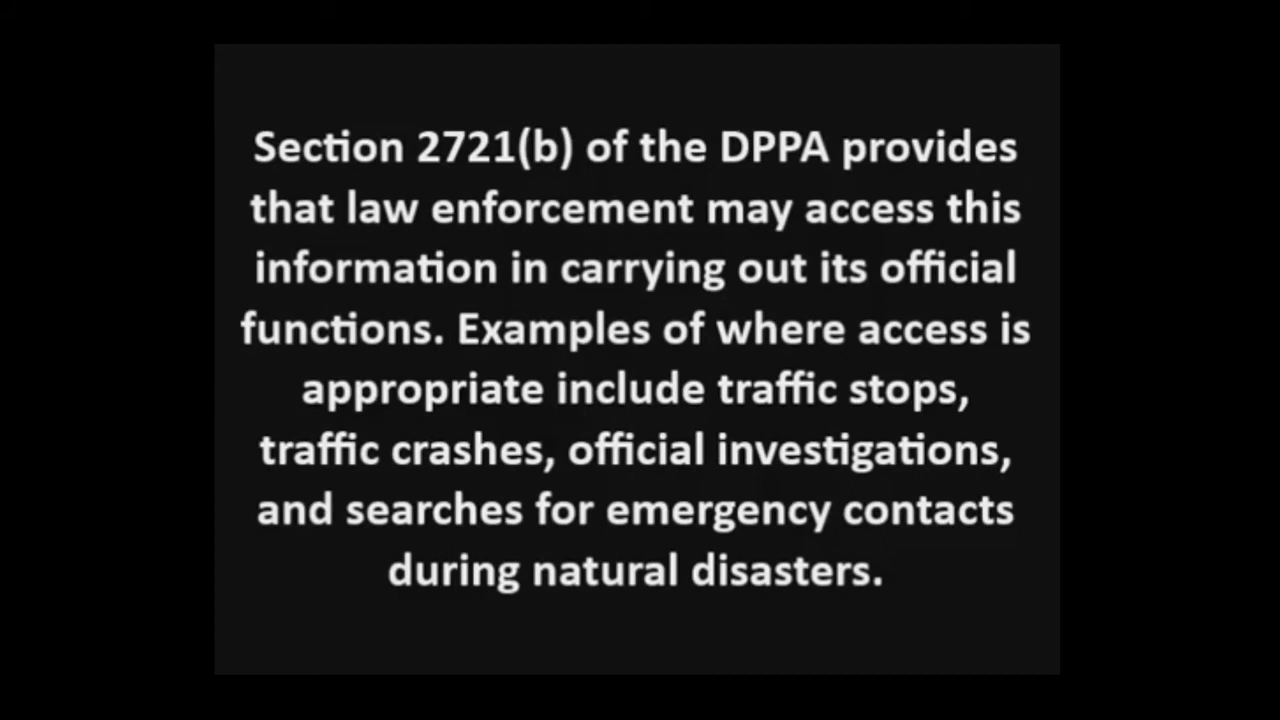 Section 2721(b) of the DPPA provides
that law enforcement may access this
information in carrying out its official
functions. Examples of where access is
appropriate include traffic stops,
traffic crashes, official investigations,
and searches for emergency contacts
during natural disasters.